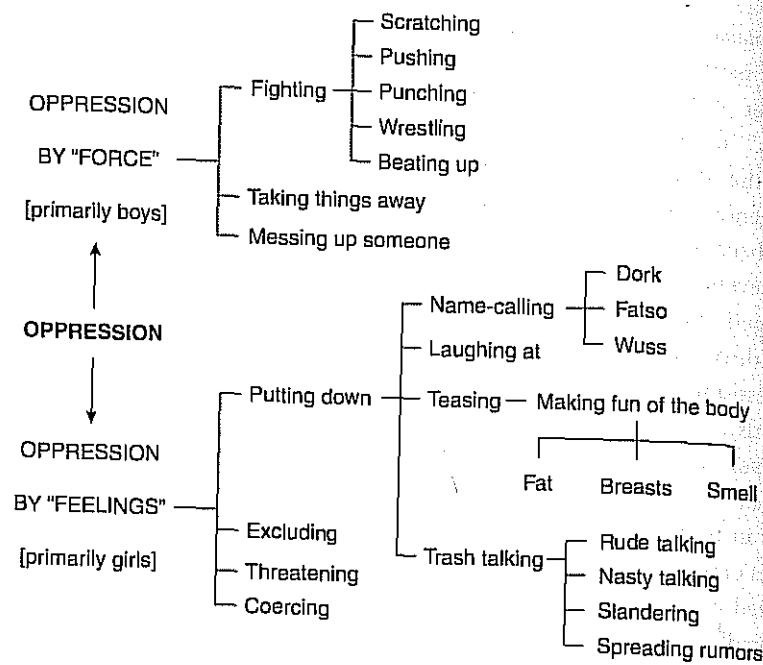 Scratching
Pushing
Fighting
Punching
Wrestling
Beating up
OPPRESSION
BY "FORCE"
[primarily boys]
Taking things away
Messing up someone
OPPRESSION
OPPRESSION
BY "FEELINGS"
[primarily girls]
Putting down
Name-calling
Dork
Fatso
Wuss
Laughing at
Teasing
Making fun of the body
Fat Breasts Smell
Excluding
Threatening
Coercing
Trash talking
Rude talking
Nasty talking
Slandering
Spreading rumors